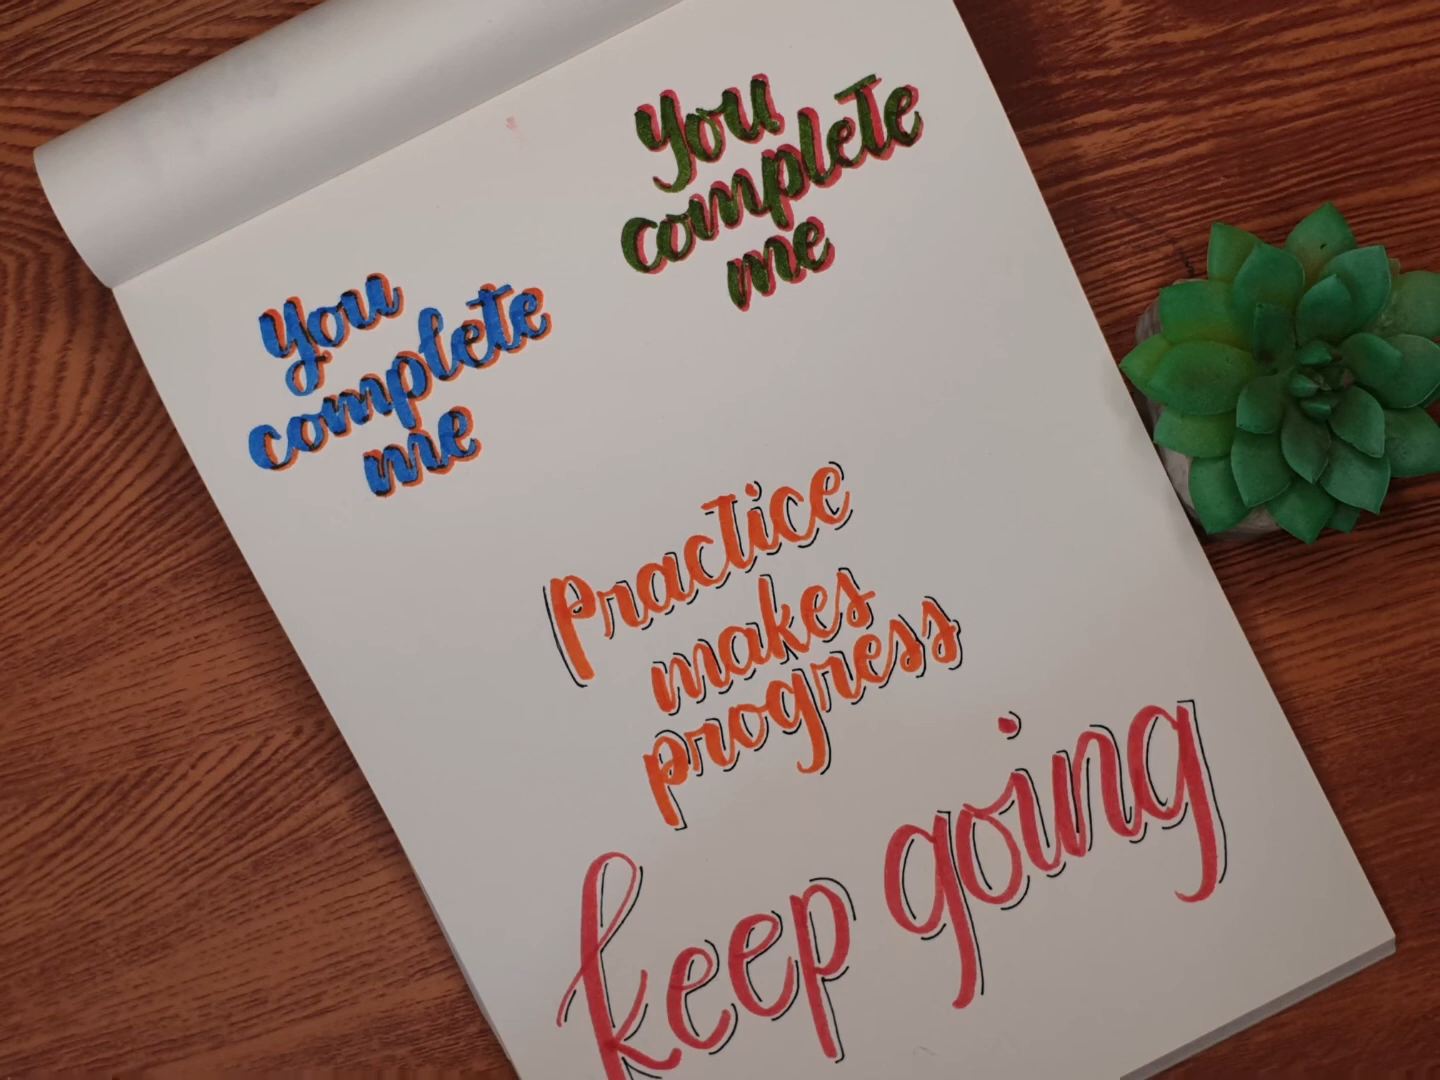 you
complete
me
you
complete
me
Practice
makes
progress
keep going